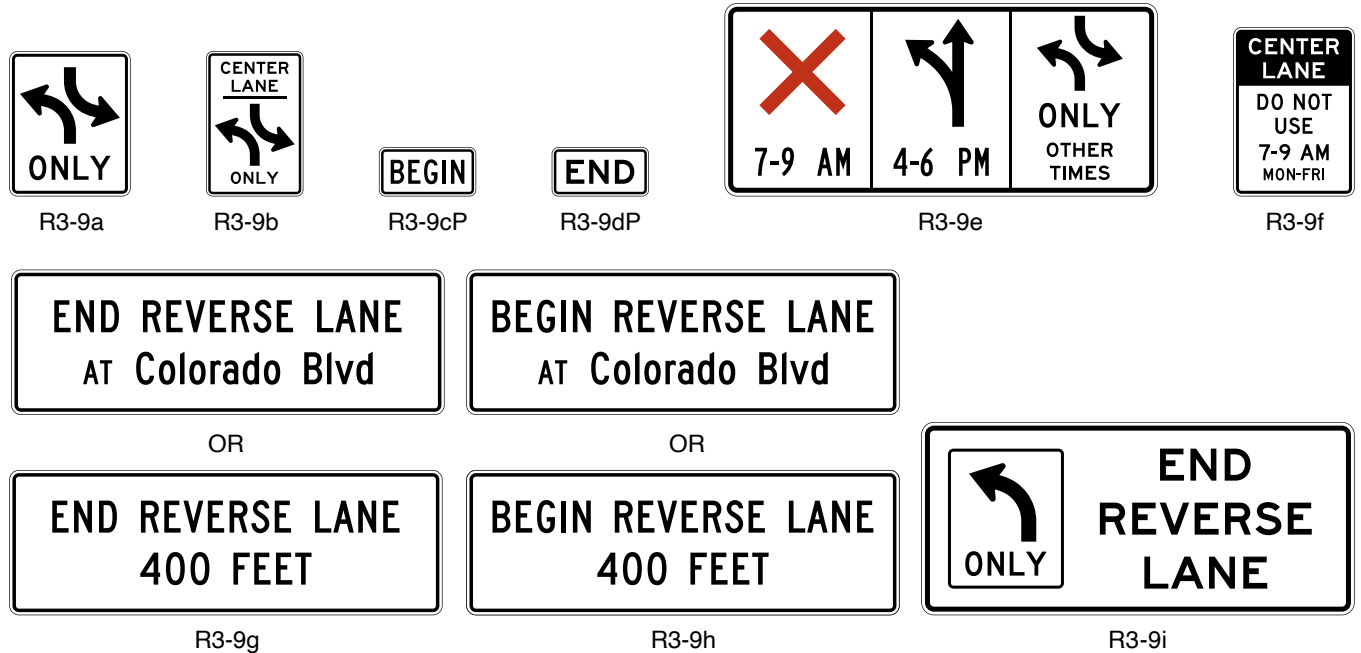 ONLY
R3-9a
CENTER
LANE
ONLY
R3-9b
BEGIN
R3-9cP
END
R3-9dP
7-9 AM
4-6 PM
ONLY
OTHER
TIMES
R3-9e
CENTER
LANE
DO NOT
USE
7-9 AM
MON-FRI
R3-9f
END REVERSE LANE
AT Colorado Blvd
OR
END REVERSE LANE
400 FEET
R3-9g
BEGIN REVERSE LANE
AT Colorado Blvd
OR
BEGIN REVERSE LANE
400 FEET
R3-9h
ONLY
END
REVERSE
LANE
R3-9i